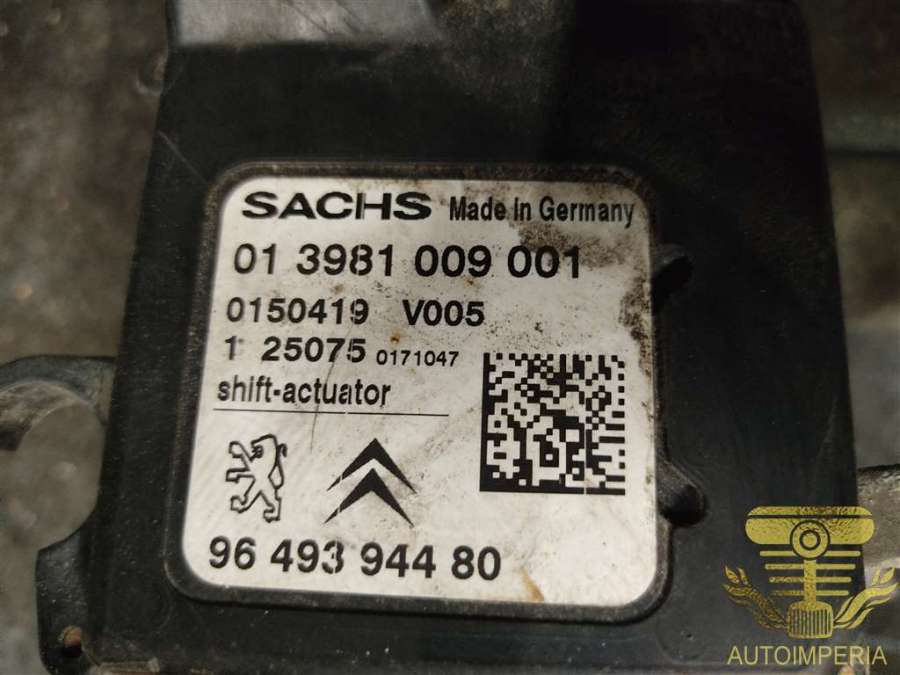 SACHS Made In Germany
01 3981 009 001
0150419 V005
1 25075 0171047
shift-actuator
96 493 944 80
AUTOIMPERIA